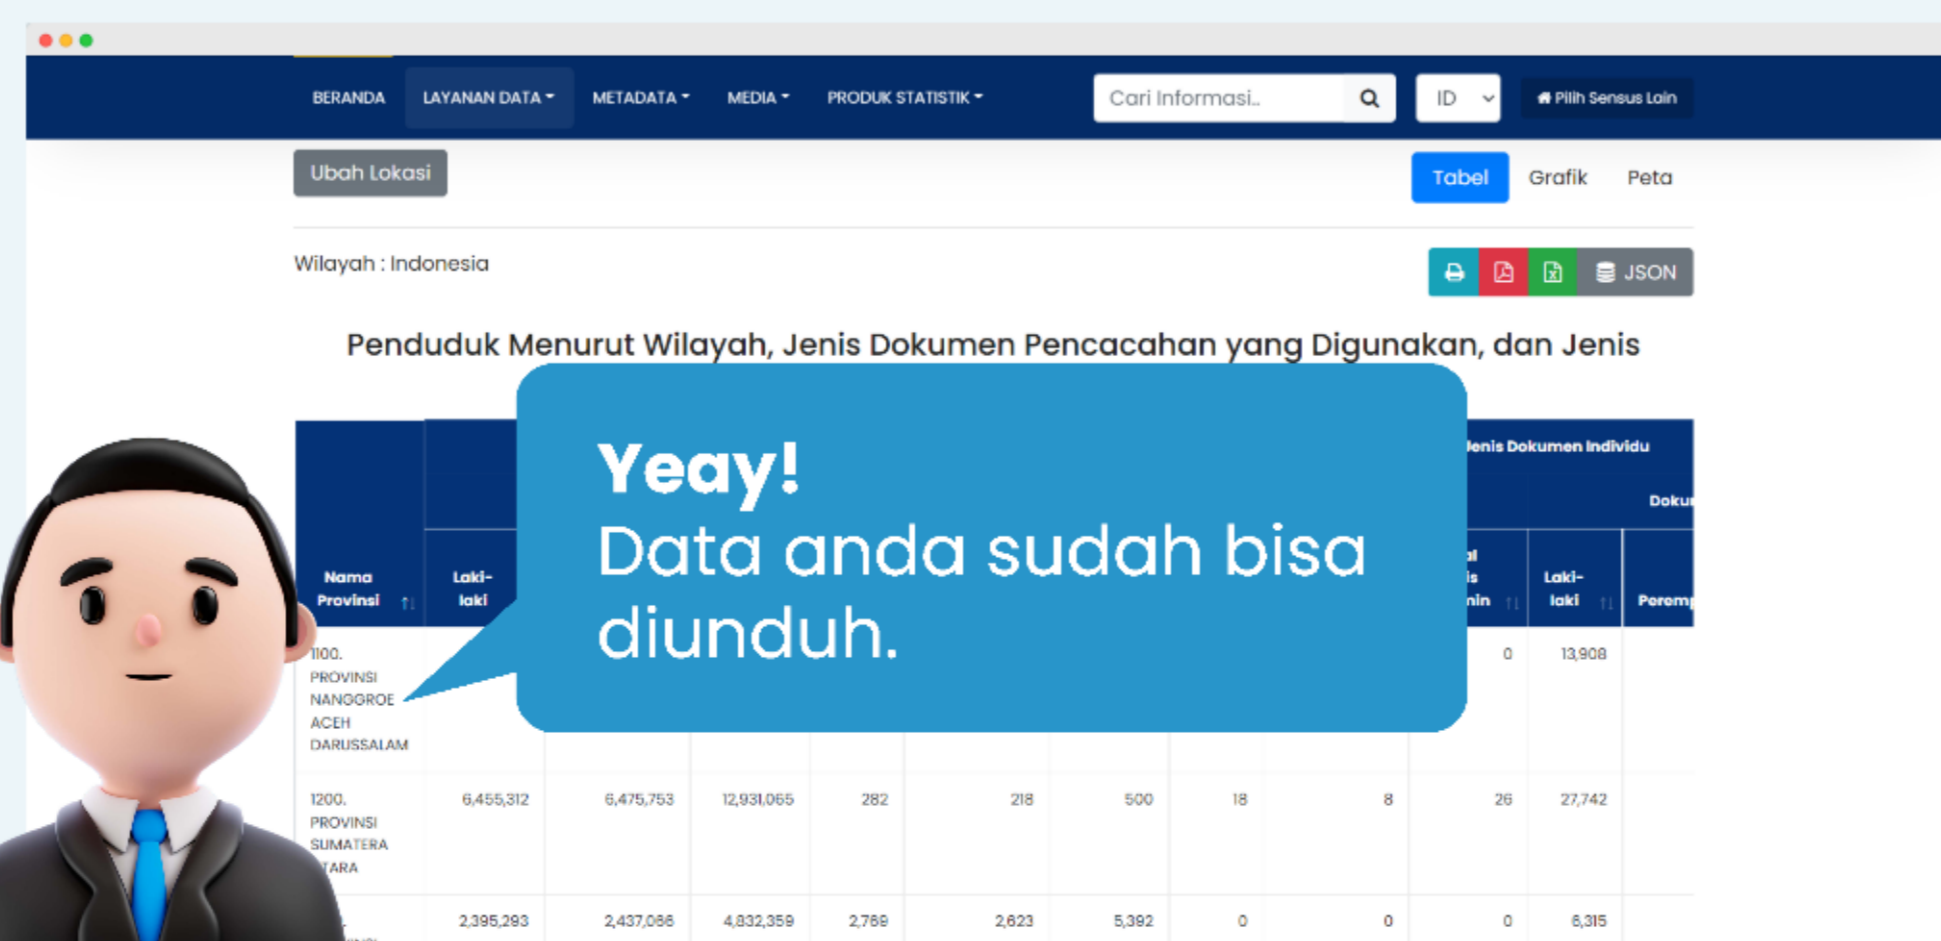 BERANDA LAYANAN DATA METADATA MEDIA PRODUK STATISTIK Cari Informasi.. ID Pilih Sensus Lain
Ubah Lokasi Tabel Grafik Peta
Wilayah : Indonesia JSON
Penduduk Menurut Wilayah, Jenis Dokumen Pencacahan yang Digunakan, dan Jenis
Yeay!
Data anda sudah bisa
diunduh.
Jenis Dokumen Individu
Nama
Provinsi
Laki-
laki
Laki-
laki
1100.
PROVINSI
NANGGROE
ACEH
DARUSSALAM
0 13,908
1200.
PROVINSI
SUMATERA
6,455,312 6,475,753 12,931,065 282 218 500 18 8 26 27,742
2,395,293 2,437,066 4,832,359 2,769 2,623 5,392 0 0 0 6,315